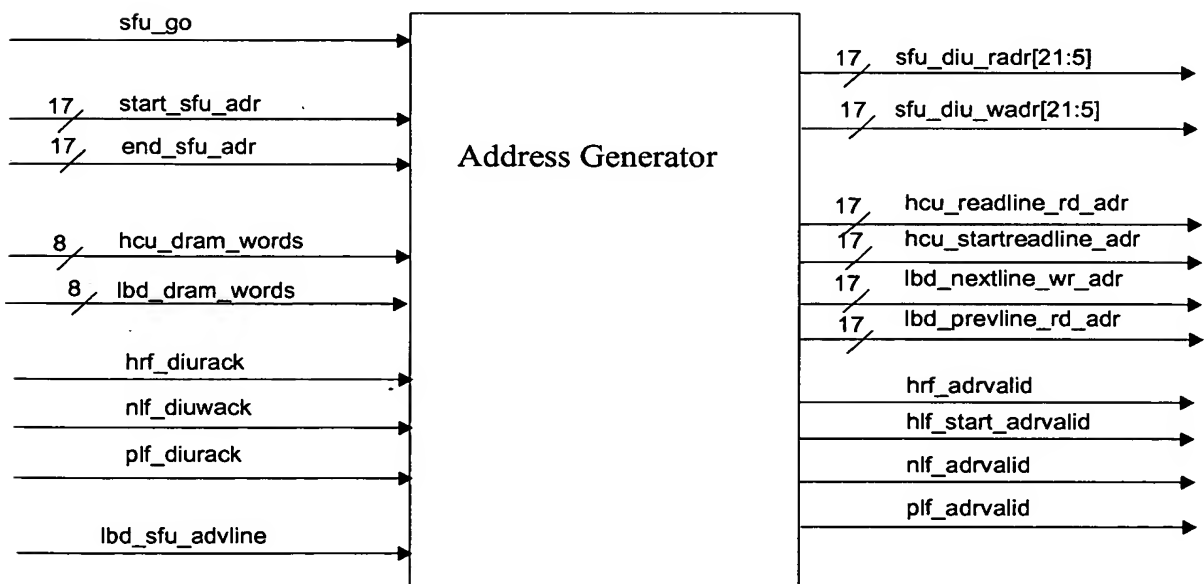 sfu_go
17 start_sfu_adr
17 end_sfu_adr
8 hcu_dram_words
8 lbd_dram_words
hrf_diurack
nlf_diuwack
plf_diurack
lbd_sfu_advline
Address Generator
17 sfu_diu_radr[21:5]
17 sfu_diu_wadr[21:5]
17 hcu_readline_rd_adr
17 hcu_startreadline_adr
17 lbd_nextline_wr_adr
17 lbd_prevline_rd_adr
hrf_adrvalid
hlf_start_adrvalid
nlf_adrvalid
plf_adrvalid